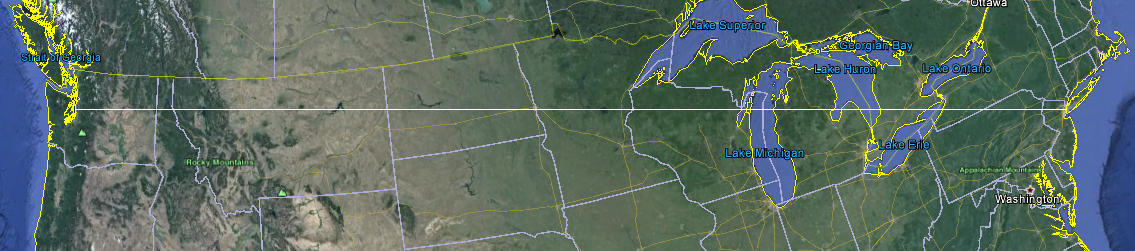 Ottawa
Lake Superior
Georgian Bay
Strait of Georgia
Lake Huron
Lake Ontario
Lake Erie
Lake Michigan
Rocky Mountains
Appalachian Mountains
Washington